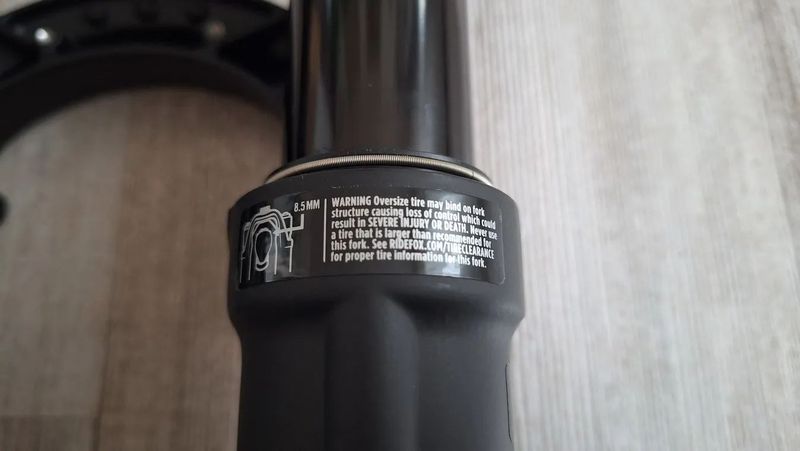 8.5 MM
WARNING Oversize tire may bind on fork
structure causing loss of control which could
result in SEVERE INJURY OR DEATH. Never use
a tire that is larger than recommended for
this fork. See RIDEFOX.COM/TIRECLEARANCE
for proper tire information for this fork.